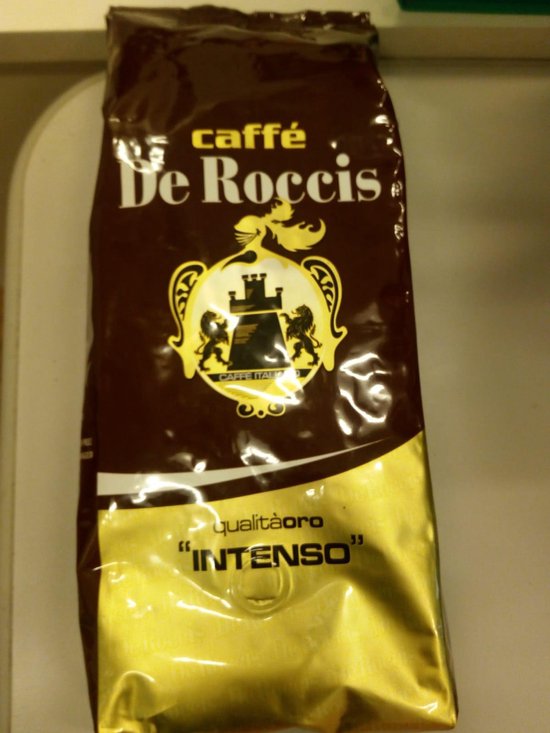 caffé
De Roccis
CAFFE ITALIANO
qualitàoro
"INTENSO"